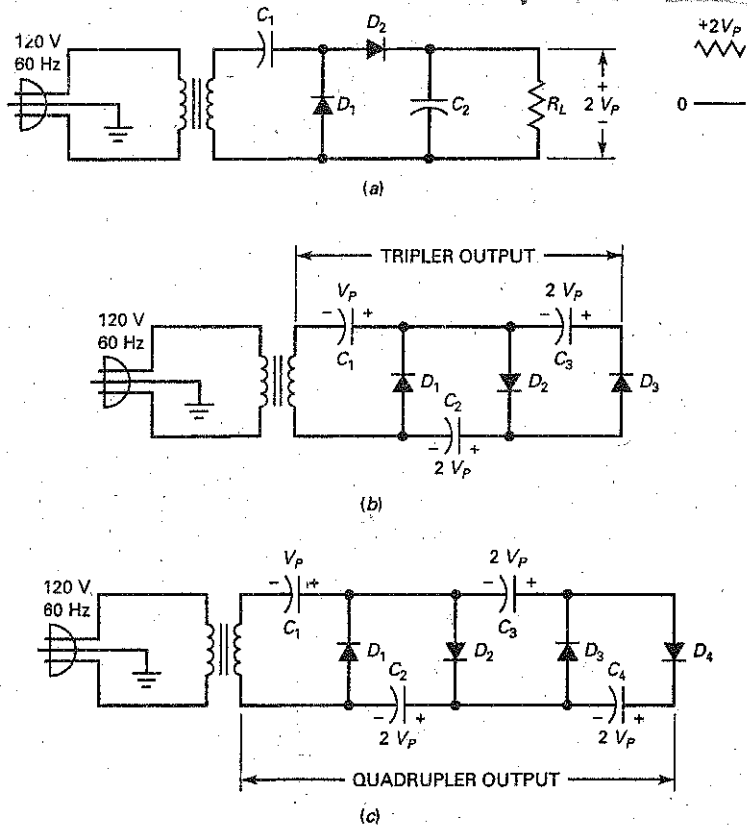 120 V
60 Hz
C1
D1
D2
C2
RL
+
2 VP
−
+2VP
0
(a)
TRIPLER OUTPUT
120 V
60 Hz
VP
− +
C1
D1
D2
2 VP
− +
C3
D3
C2
− +
2 VP
(b)
120 V
60 Hz
VP
− +
C1
D1
D2
2 VP
− +
C3
D3
D4
C2
− +
2 VP
C4
− +
2 VP
QUADRUPLER OUTPUT
(c)